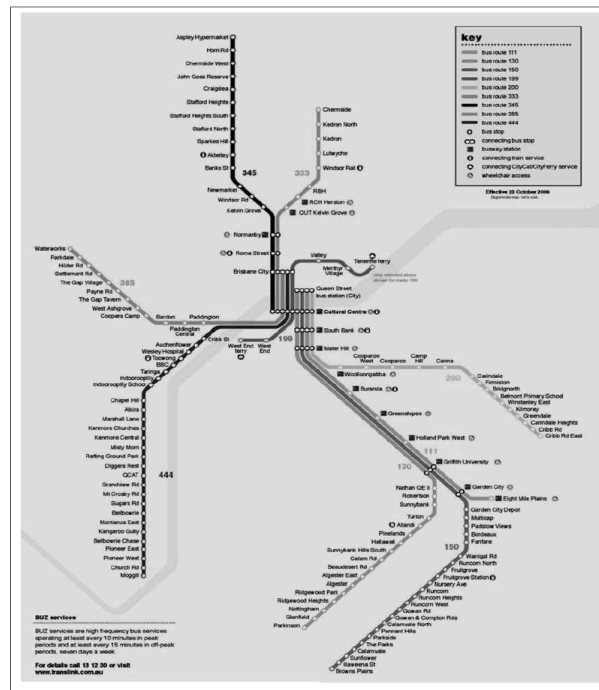 key
bus route 111
bus route 130
bus route 150
bus route 199
bus route 200
bus route 333
bus route 345
bus route 385
bus route 444
bus stop
connecting bus stop
busway station
connecting train service
connecting CityCat/CityFerry service
wheelchair access
Effective 23 October 2006
Aspley Hypermarket
Horn Rd
Chermside West
John Goss Reserve
Craigslea
Stafford Heights
Stafford Heights South
Stafford North
Sparkes Hill
Alderley
Banks St
345
Newmarket
Windsor Rd
Kelvin Grove
Chermside
Kedron North
Kedron
Lutwyche
Windsor Rail
333
RBH
RCH Herston
QUT Kelvin Grove
Normanby
Roma Street
Brisbane City
Valley
Merthyr
Village
Teneriffe ferry
Waterworks
Parkdale
Hilder Rd
Settlement Rd
The Gap Village
Payne Rd
The Gap Tavern
West Ashgrove
Coopers Camp
385
Bardon
Paddington
Paddington
Central
Cribb St
Queen Street
bus station (City)
Cultural Centre
South Bank
Mater Hill
West End
ferry
West
End
199
Auchenflower
Wesley Hospital
Toowong
BBC
Taringa
Indooroopilly
Indooroopilly School
Chapel Hill
Akira
Marshall Lane
Kenmore Churches
Kenmore Central
Misty Morn
Rafting Ground Park
Diggers Rest
QCAT
Grandview Rd
Mt Crosby Rd
Sugars Rd
Bellbowrie
Montanus East
Kangaroo Gully
Bellbowrie Chase
Pioneer East
Pioneer West
Church Rd
Moggill
444
Cooparoo
West
Cooparoo
Camp
Hill
Carina
200
Carindale
Ferniston
Bridgnorth
Belmont Primary School
Winstanley East
Kilmorey
Greendale
Carindale Heights
Cribb Rd
Cribb Rd East
Woolloongabba
Buranda
Greenslopes
Holland Park West
111
130
Griffith University
Garden City
Eight Mile Plains
Nathan QE II
Robertson
Sunnybank
Turton
Altandi
Pinelands
Hellawell
Sunnybank Hills South
Calam Rd
Beaudesert Rd
Algester East
Algester
Ridgewood Park
Ridgewood Heights
Nottingham
Glenfield
Parkinson
Garden City Depot
Multicap
Padstow Views
Bordeaux
Fanfare
150
Warrigal Rd
Runcorn North
Fruitgrove
Fruitgrove Station
Nursery Ave
Runcorn
Runcorn Heights
Runcorn West
Gowan Rd
Gowan & Compton Rds
Calamvale North
Pennant Hills
Parkside
The Parks
Calamvale
Sunflower
Illaweena St
Browns Plains
BUZ services
BUZ services are high frequency bus services
operating at least every 10 minutes in peak
periods and at least every 15 minutes in off-peak
periods, seven days a week.
For details call 13 12 30 or visit
www.translink.com.au